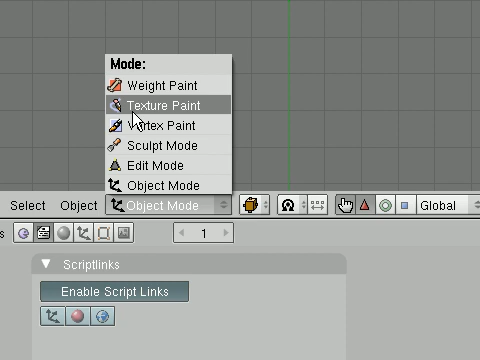 Mode:
Weight Paint
Texture Paint
Vertex Paint
Sculpt Mode
Edit Mode
Object Mode
Select Object Object Mode Global
s 1
Scriptlinks
Enable Script Links